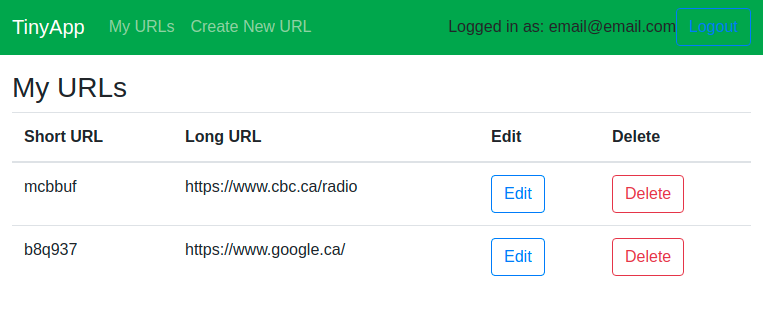 TinyApp My URLs Create New URL Logged in as: email@email.com Logout
My URLs
Short URL Long URL Edit Delete
mcbbuf https://www.cbc.ca/radio Edit Delete
b8q937 https://www.google.ca/ Edit Delete